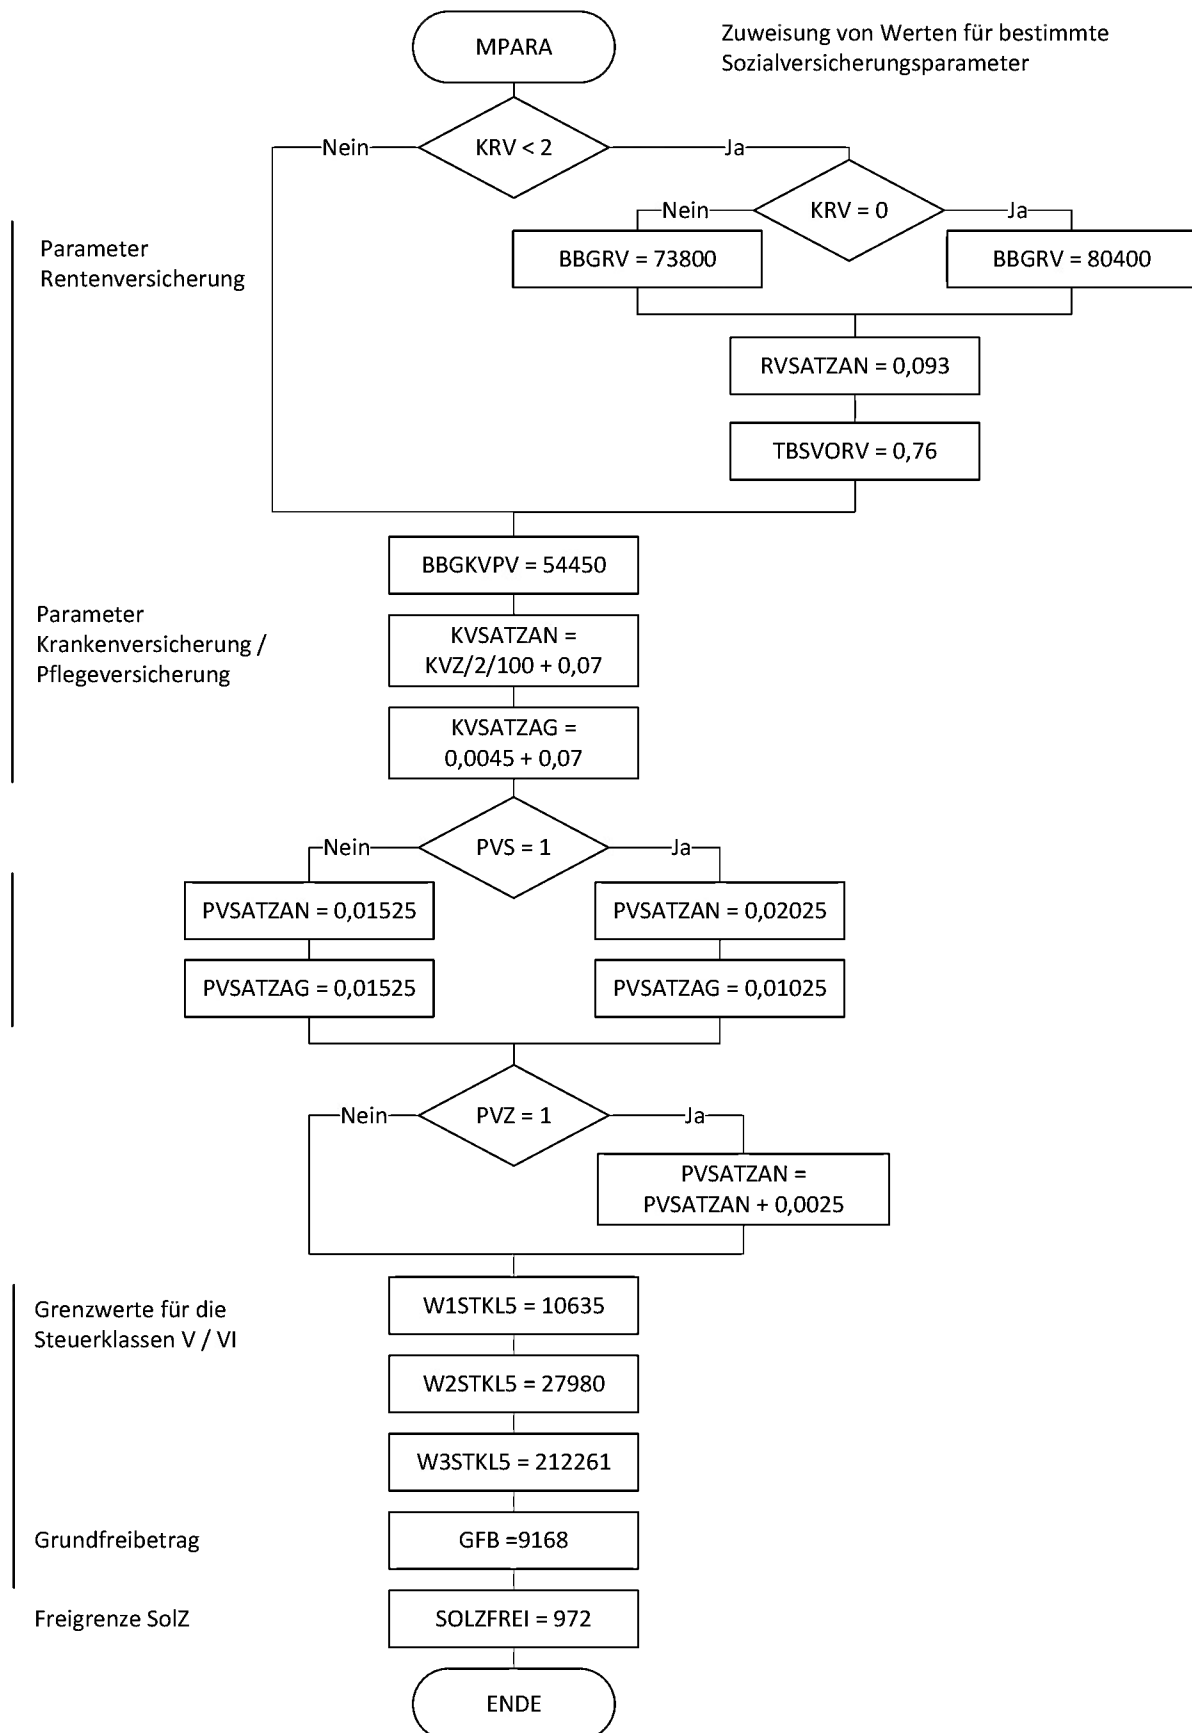 MPARA
Zuweisung von Werten für bestimmte
Sozialversicherungsparameter
Nein
KRV < 2
Ja
Nein
KRV = 0
Ja
Parameter
Rentenversicherung
BBGRV = 73800
BBGRV = 80400
RVSATZAN = 0,093
TBSVORV = 0,76
BBGKVPV = 54450
Parameter
Krankenversicherung /
Pflegeversicherung
KVSATZAN =
KVZ/2/100 + 0,07
KVSATZAG =
0,0045 + 0,07
Nein
PVS = 1
Ja
PVSATZAN = 0,01525
PVSATZAN = 0,02025
PVSATZAG = 0,01525
PVSATZAG = 0,01025
Nein
PVZ = 1
Ja
PVSATZAN =
PVSATZAN + 0,0025
Grenzwerte für die
Steuerklassen V / VI
W1STKL5 = 10635
W2STKL5 = 27980
W3STKL5 = 212261
Grundfreibetrag
GFB =9168
Freigrenze SolZ
SOLZFREI = 972
ENDE